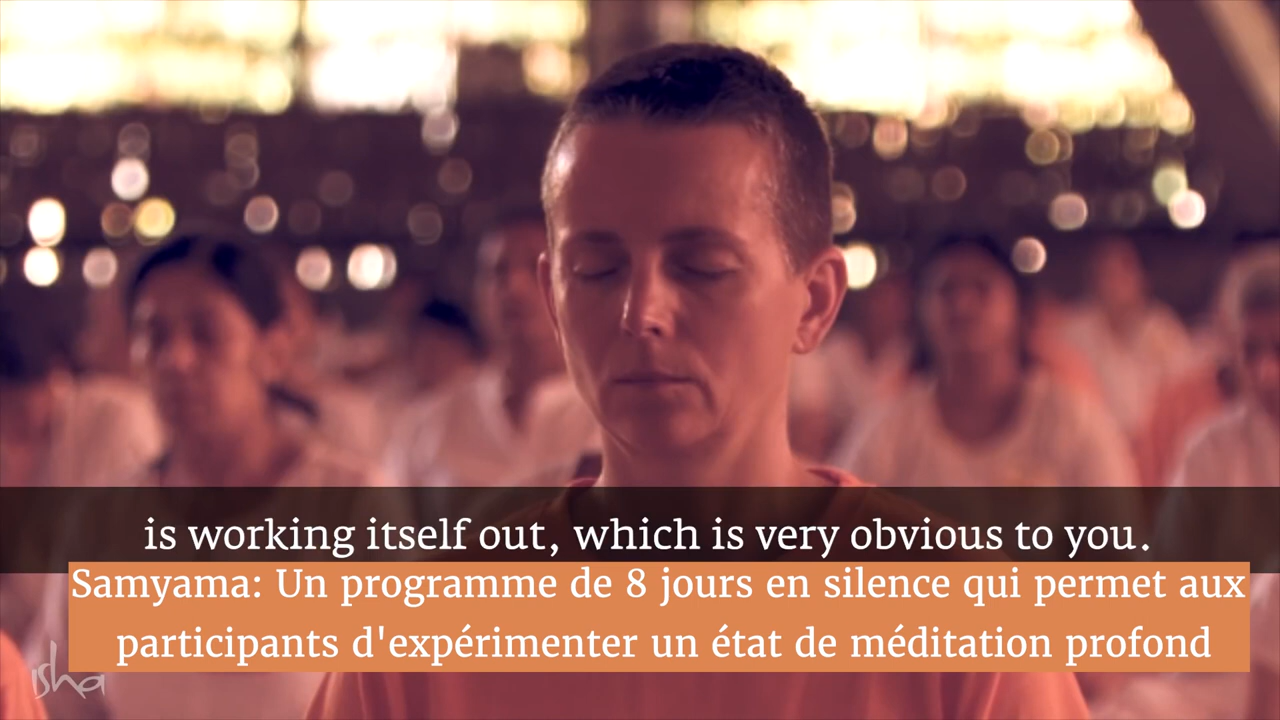 is working itself out, which is very obvious to you.
Samyama: Un programme de 8 jours en silence qui permet aux
participants d'expérimenter un état de méditation profond
isha